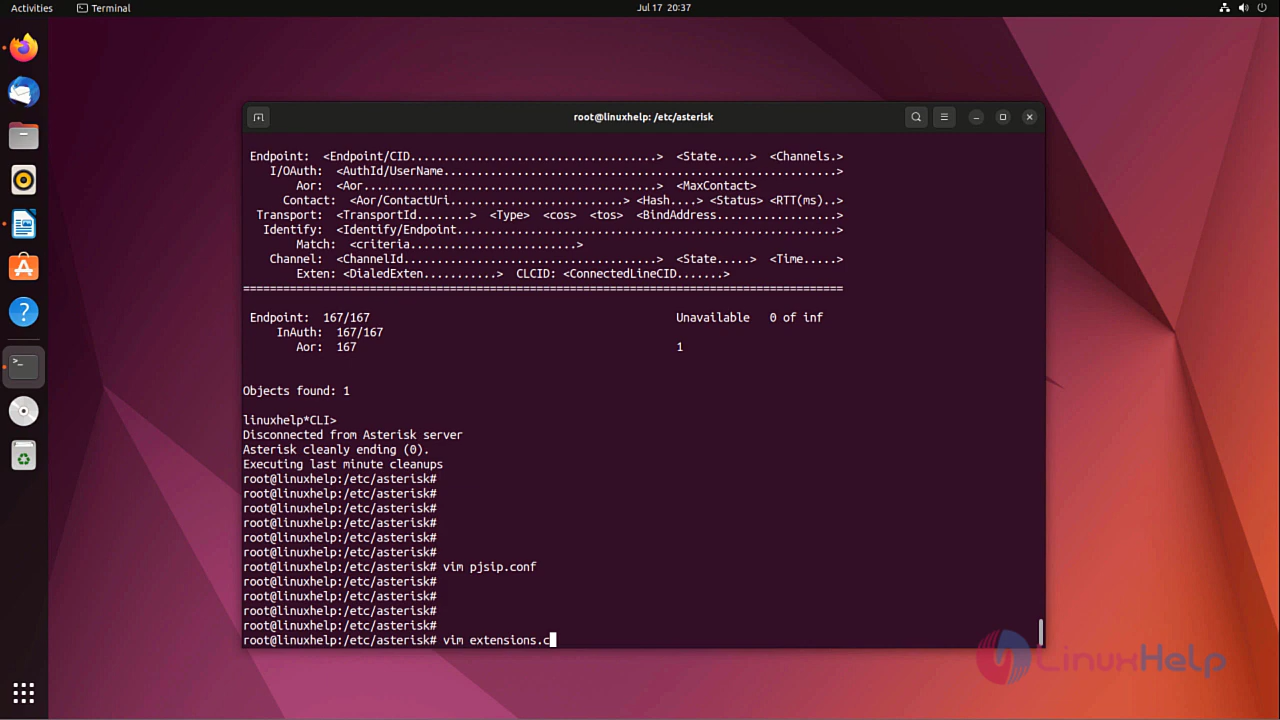 Activities
Terminal
Jul 17 20:37
root@linuxhelp: /etc/asterisk
Endpoint: <Endpoint/CID.....................................> <State.....> <Channels.>
I/OAuth: <AuthId/UserName...........................................................>
Aor: <Aor............................................> <MaxContact>
Contact: <Aor/ContactUri..........................> <Hash....> <Status> <RTT(ms)..>
Transport: <TransportId........> <Type> <cos> <tos> <BindAddress..................>
Identify: <Identify/Endpoint.........................................................>
Match: <criteria.........................>
Channel: <ChannelId......................................> <State.....> <Time.....>
Exten: <DialedExten...........> CLCID: <ConnectedLineCID.......>
==========================================================================================
Endpoint: 167/167 Unavailable 0 of inf
InAuth: 167/167
Aor: 167 1
Objects found: 1
linuxhelp*CLI>
Disconnected from Asterisk server
Asterisk cleanly ending (0).
Executing last minute cleanups
root@linuxhelp:/etc/asterisk#
root@linuxhelp:/etc/asterisk#
root@linuxhelp:/etc/asterisk#
root@linuxhelp:/etc/asterisk#
root@linuxhelp:/etc/asterisk#
root@linuxhelp:/etc/asterisk#
root@linuxhelp:/etc/asterisk# vim pjsip.conf
root@linuxhelp:/etc/asterisk#
root@linuxhelp:/etc/asterisk#
root@linuxhelp:/etc/asterisk#
root@linuxhelp:/etc/asterisk#
root@linuxhelp:/etc/asterisk# vim extensions.c
LinuxHelp